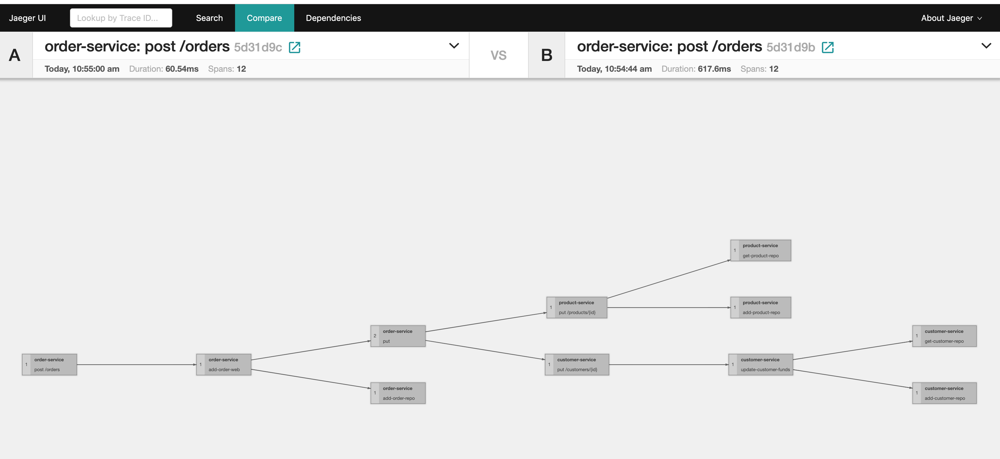 Jaeger UI Lookup by Trace ID... Search Compare Dependencies About Jaeger
A order-service: post /orders 5d31d9c
Today, 10:55:00 am Duration: 60.54ms Spans: 12
VS
B order-service: post /orders 5d31d9b
Today, 10:54:44 am Duration: 617.6ms Spans: 12
1 order-service
post /orders
1 order-service
add-order-web
2 order-service
put
1 order-service
add-order-repo
1 product-service
put /products/{id}
1 customer-service
put /customers/{id}
1 product-service
get-product-repo
1 product-service
add-product-repo
1 customer-service
update-customer-funds
1 customer-service
get-customer-repo
1 customer-service
add-customer-repo